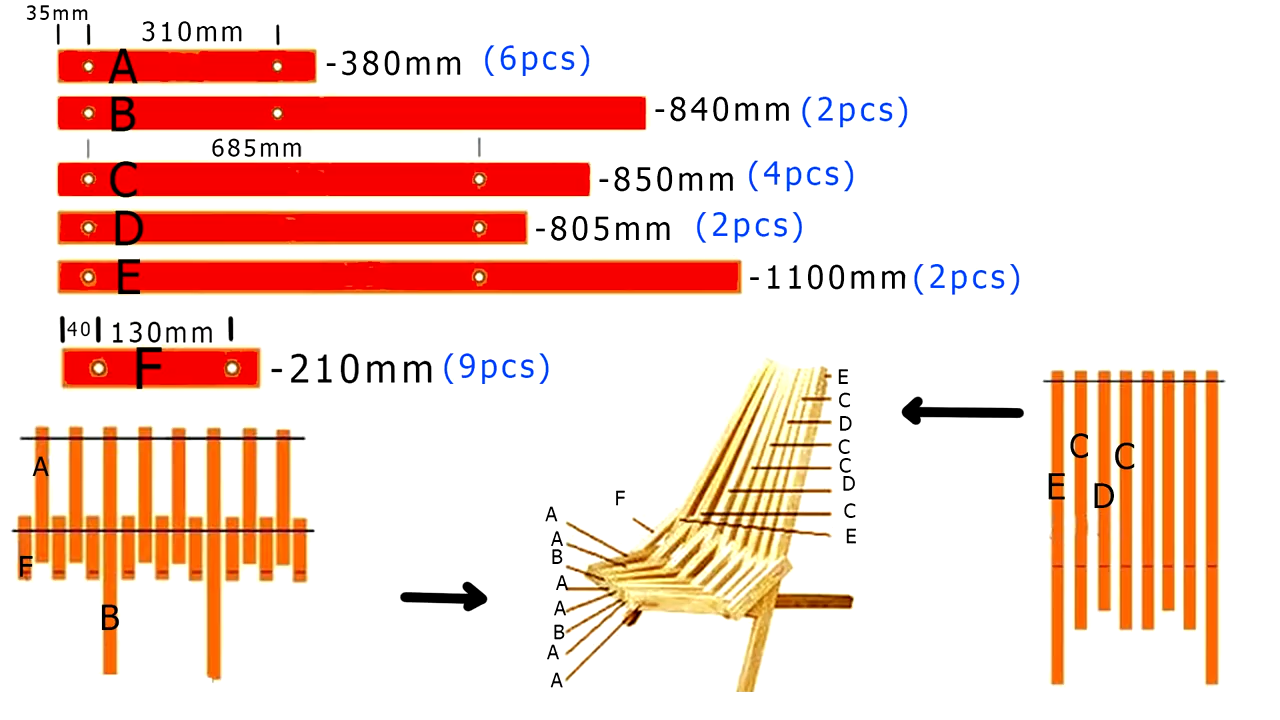 35mm
310mm
A -380mm (6pcs)
B -840mm (2pcs)
685mm
C -850mm (4pcs)
D -805mm (2pcs)
E -1100mm (2pcs)
40 130mm
F -210mm (9pcs)
A
F
B
F
A
A
B
A
A
B
A
A
E
C
D
C
C
D
C
E
C
C
E
D